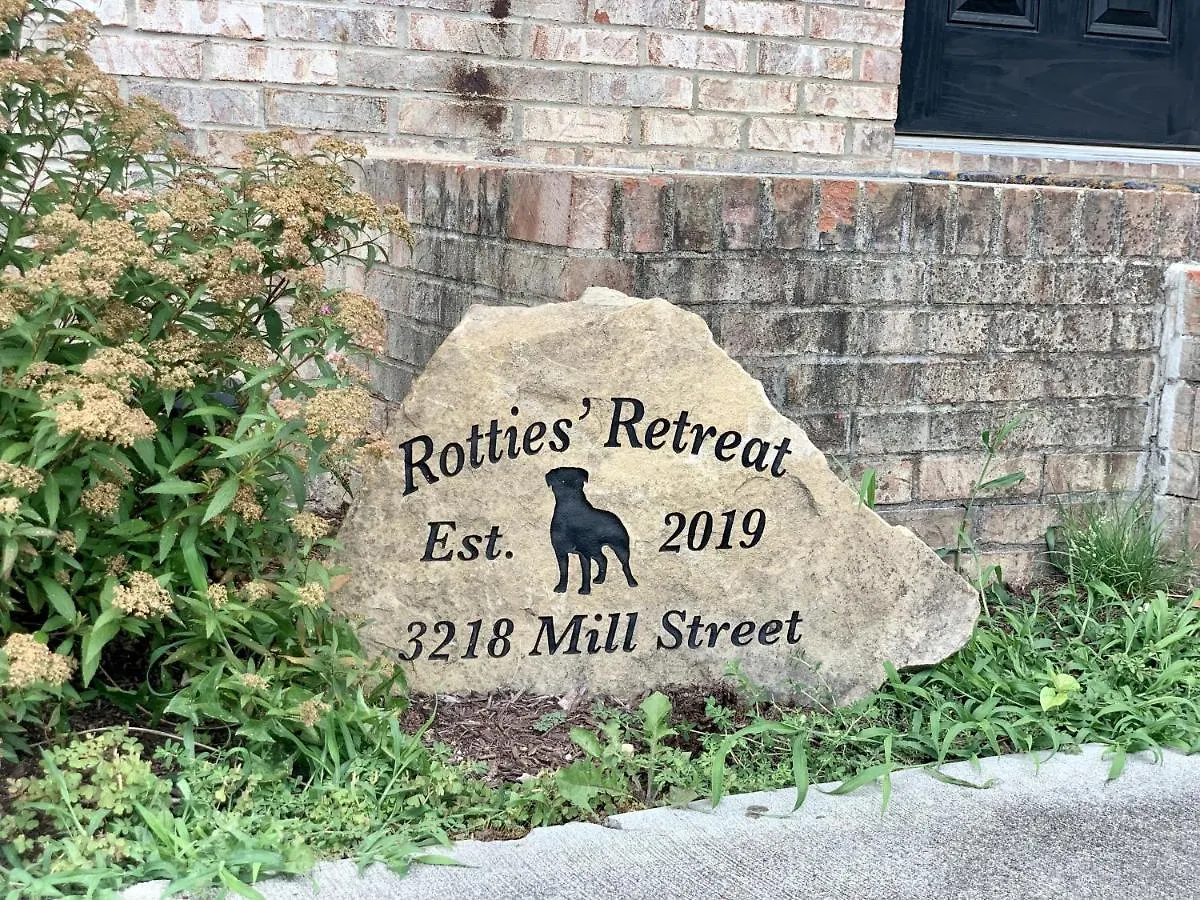 Rotties' Retreat
Est. 2019
3218 Mill Street